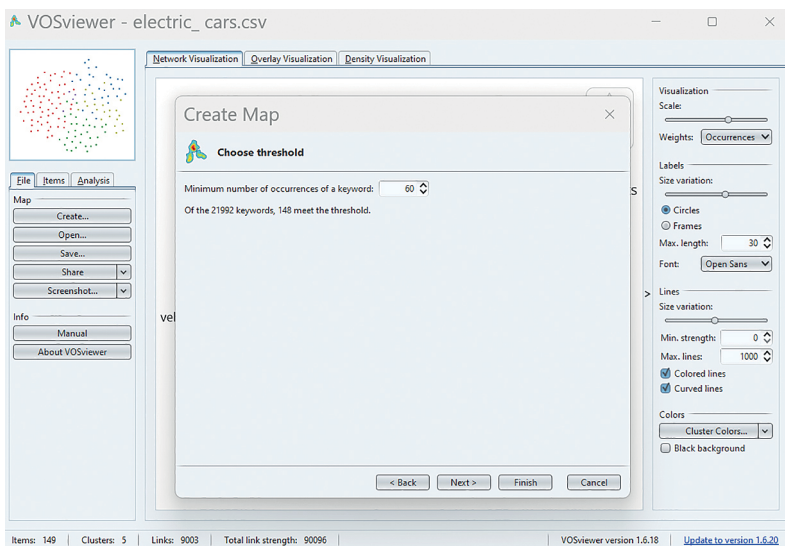 VOSviewer - electric_ cars.csv
Network Visualization Overlay Visualization Density Visualization
File Items Analysis
Map
Create...
Open...
Save...
Share
Screenshot...
Info
Manual
About VOSviewer
vel
s
Create Map
Choose threshold
Minimum number of occurrences of a keyword: 60
Of the 21992 keywords, 148 meet the threshold.
< Back Next > Finish Cancel
>
Visualization
Scale:
Weights: Occurrences
Labels
Size variation:
Circles
Frames
Max. length: 30
Font: Open Sans
Lines
Size variation:
Min. strength: 0
Max. lines: 1000
Colored lines
Curved lines
Colors
Cluster Colors...
Black background
Items: 149 Clusters: 5 Links: 9003 Total link strength: 90096 VOSviewer version 1.6.18 Update to version 1.6.20